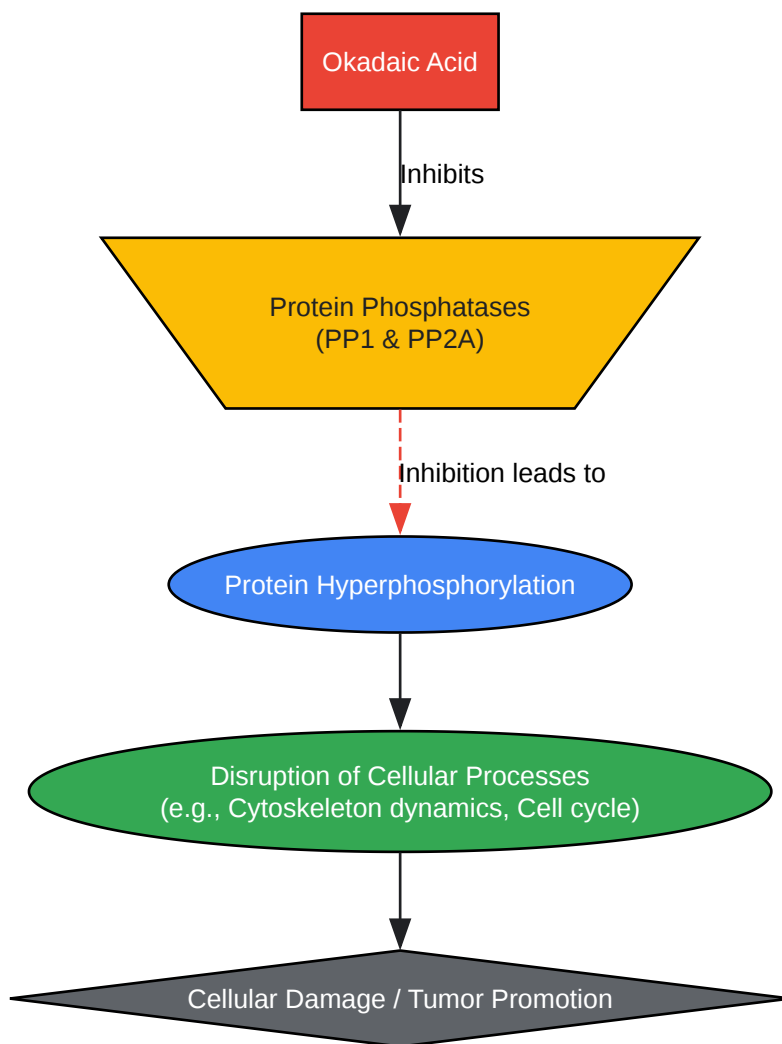 Okadaic Acid
Inhibits
Protein Phosphatases
(PP1 & PP2A)
Inhibition leads to
Protein Hyperphosphorylation
Disruption of Cellular Processes
(e.g., Cytoskeleton dynamics, Cell cycle)
Cellular Damage / Tumor Promotion